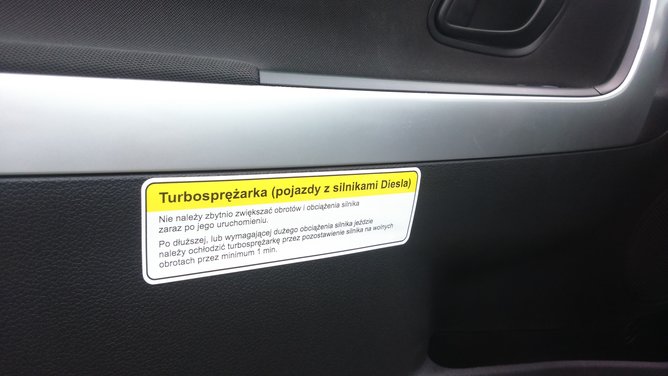 Turbosprężarka (pojazdy z silnikami Diesla)
Nie należy zbytnio zwiększać obrotów i obciążenia silnika
zaraz po jego uruchomieniu.
Po dłuższej, lub wymagającej dużego obciążenia silnika jeździe
należy ochłodzić turbosprężarkę przez pozostawienie silnika na wolnych
obrotach przez minimum 1 min.